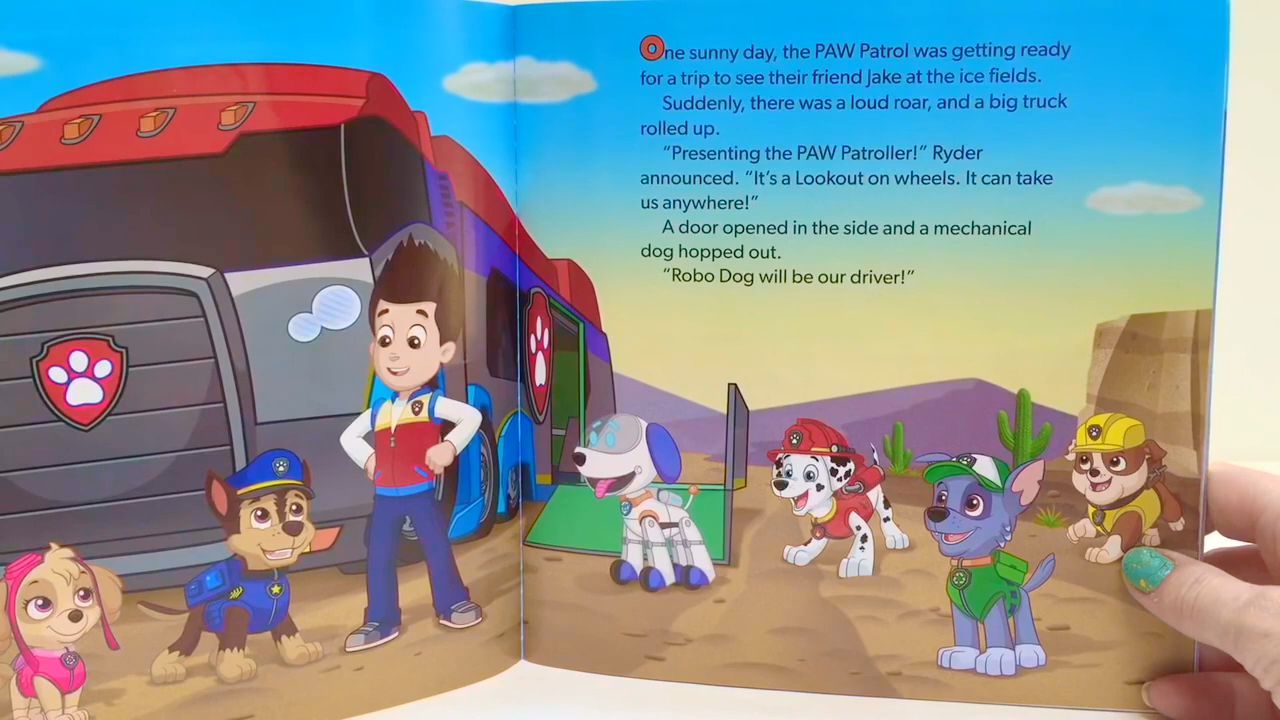 One sunny day, the PAW Patrol was getting ready
for a trip to see their friend Jake at the ice fields.
Suddenly, there was a loud roar, and a big truck
rolled up.
“Presenting the PAW Patroller!” Ryder
announced. “It’s a Lookout on wheels. It can take
us anywhere!”
A door opened in the side and a mechanical
dog hopped out.
“Robo Dog will be our driver!”